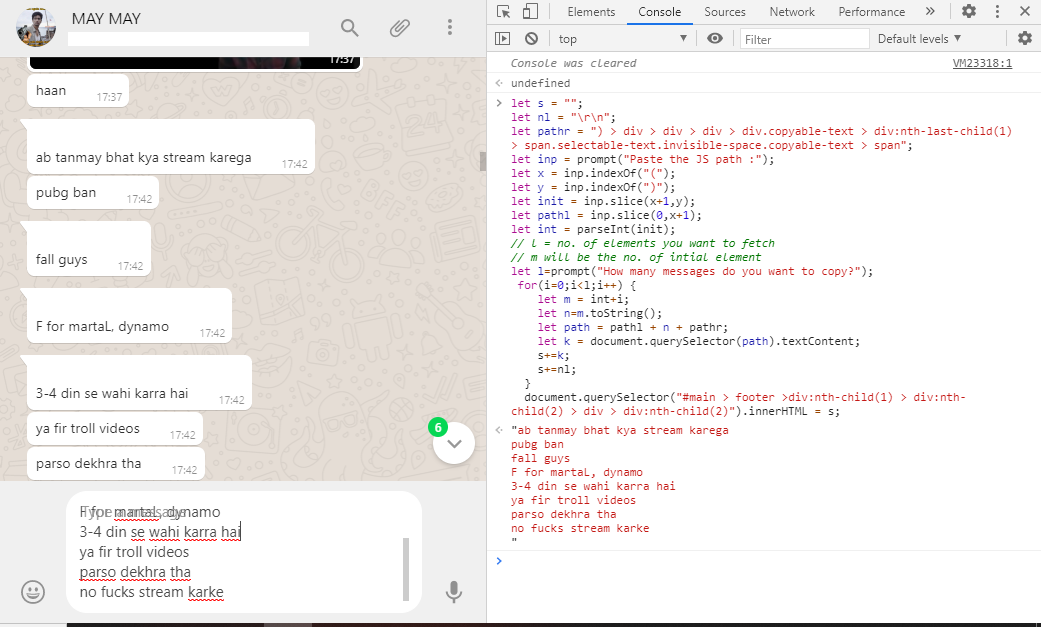 MAY MAY
17:37
haan
17:37
ab tanmay bhat kya stream karega
17:42
pubg ban
17:42
fall guys
17:42
F for martaL, dynamo
17:42
3-4 din se wahi karra hai
17:42
ya fir troll videos
17:42
parso dekhra tha
17:42
6
Type a message
F for martaL, dynamo
3-4 din se wahi karra hai
ya fir troll videos
parso dekhra tha
no fucks stream karke
Elements Console Sources Network Performance »
top ▼ Filter Default levels ▼
Console was cleared VM23318:1
undefined
let s = "";
let nl = "\r\n";
let pathr = ") > div > div > div > div.copyable-text > div:nth-last-child(1)
> span.selectable-text.invisible-space.copyable-text > span";
let inp = prompt("Paste the JS path :");
let x = inp.indexOf("(");
let y = inp.indexOf(")");
let init = inp.slice(x+1,y);
let pathl = inp.slice(0,x+1);
let int = parseInt(init);
// l = no. of elements you want to fetch
// m will be the no. of intial element
let l=prompt("How many messages do you want to copy?");
for(i=0;i<l;i++) {
let m = int+i;
let n=m.toString();
let path = pathl + n + pathr;
let k = document.querySelector(path).textContent;
s+=k;
s+=nl;
}
document.querySelector("#main > footer >div:nth-child(1) > div:nth-
child(2) > div > div:nth-child(2)").innerHTML = s;
"ab tanmay bhat kya stream karega
pubg ban
fall guys
F for martaL, dynamo
3-4 din se wahi karra hai
ya fir troll videos
parso dekhra tha
no fucks stream karke
"